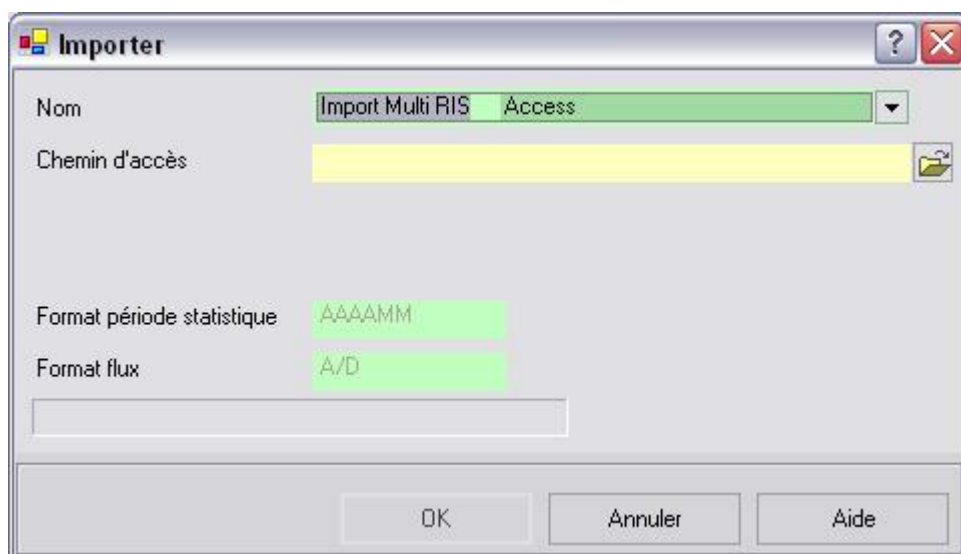 Importer
Nom Import Multi RIS Access
Chemin d'accès
Format période statistique AAAAMM
Format flux A/D
OK Annuler Aide